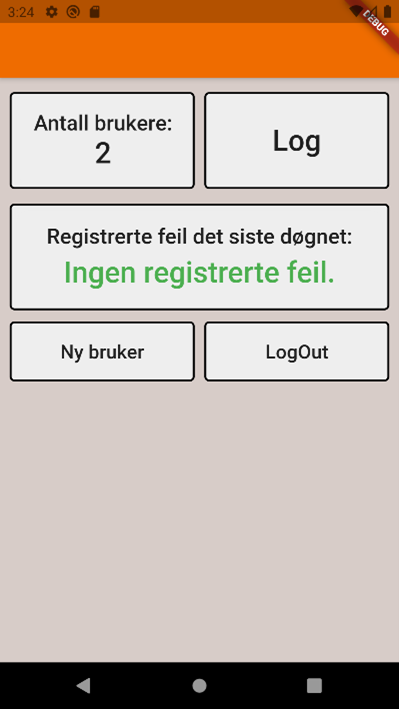 3:24
DEBUG
Antall brukere:
2
Log
Registrerte feil det siste døgnet:
Ingen registrerte feil.
Ny bruker
LogOut